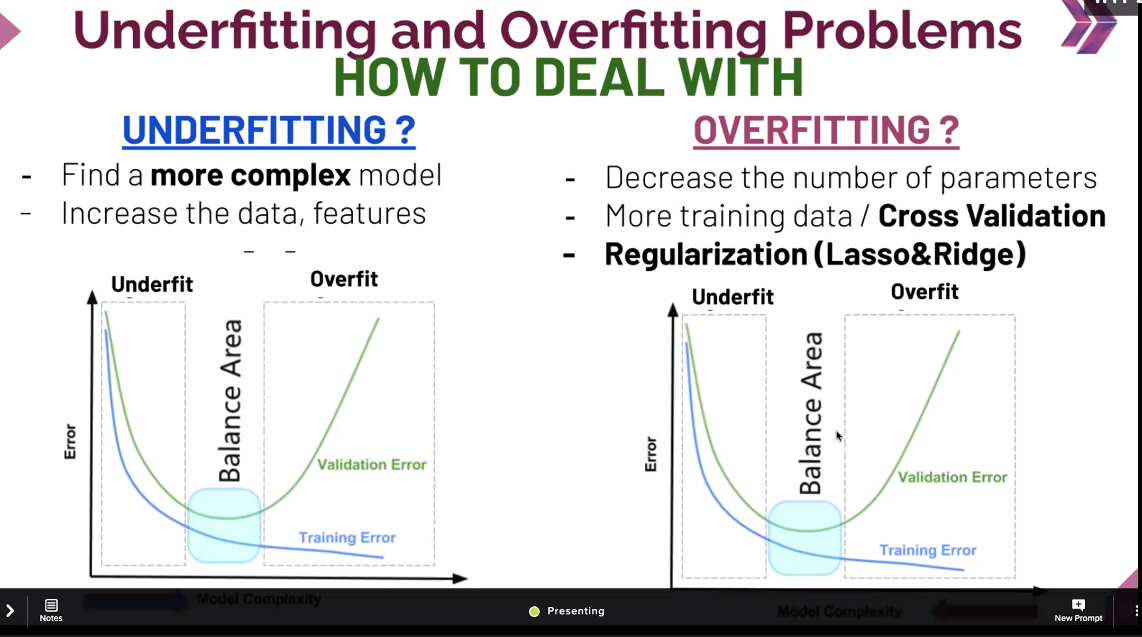 Underfitting and Overfitting Problems
HOW TO DEAL WITH
UNDERFITTING ?
- Find a more complex model
- Increase the data, features
- -
OVERFITTING ?
- Decrease the number of parameters
- More training data / Cross Validation
- Regularization (Lasso&Ridge)
Underfit
Overfit
Balance Area
Error
Validation Error
Training Error
Model Complexity
Underfit
Overfit
Balance Area
Error
Validation Error
Training Error
Model Complexity
Notes
Presenting
New Prompt